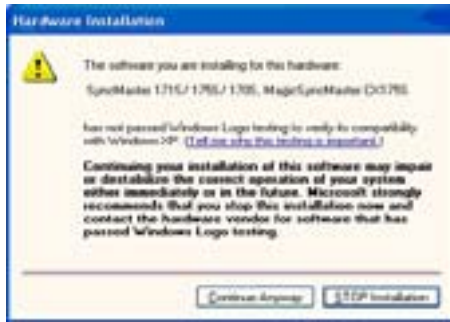 Hardware Installation
The software you are installing for this hardware:
SyncMaster 171S/ 175S/ 170S, MagicSyncMaster CX175S
has not passed Windows Logo testing to verify its compatibility
with Windows XP. (Tell me why this testing is important.)
Continuing your installation of this software may impair
or destabilize the correct operation of your system
either immediately or in the future. Microsoft strongly
recommends that you stop this installation now and
contact the hardware vendor for software that has
passed Windows Logo testing.
Continue Anyway
STOP Installation